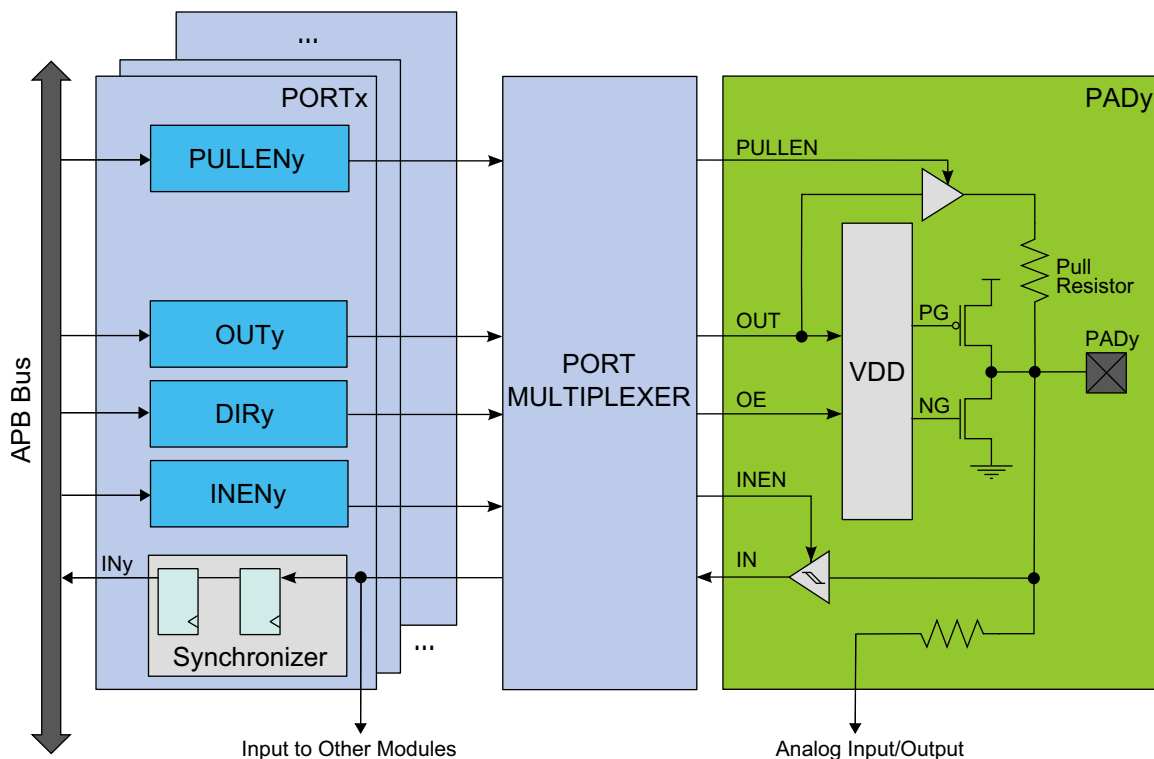 ...
PORTx
PADy
PULLENy
PULLEN
Pull
Resistor
OUTy
OUT
PG
PADy
APB Bus
PORT
MULTIPLEXER
VDD
DIRy
OE
NG
INENy
INEN
INy
IN
Synchronizer
...
Input to Other Modules
Analog Input/Output